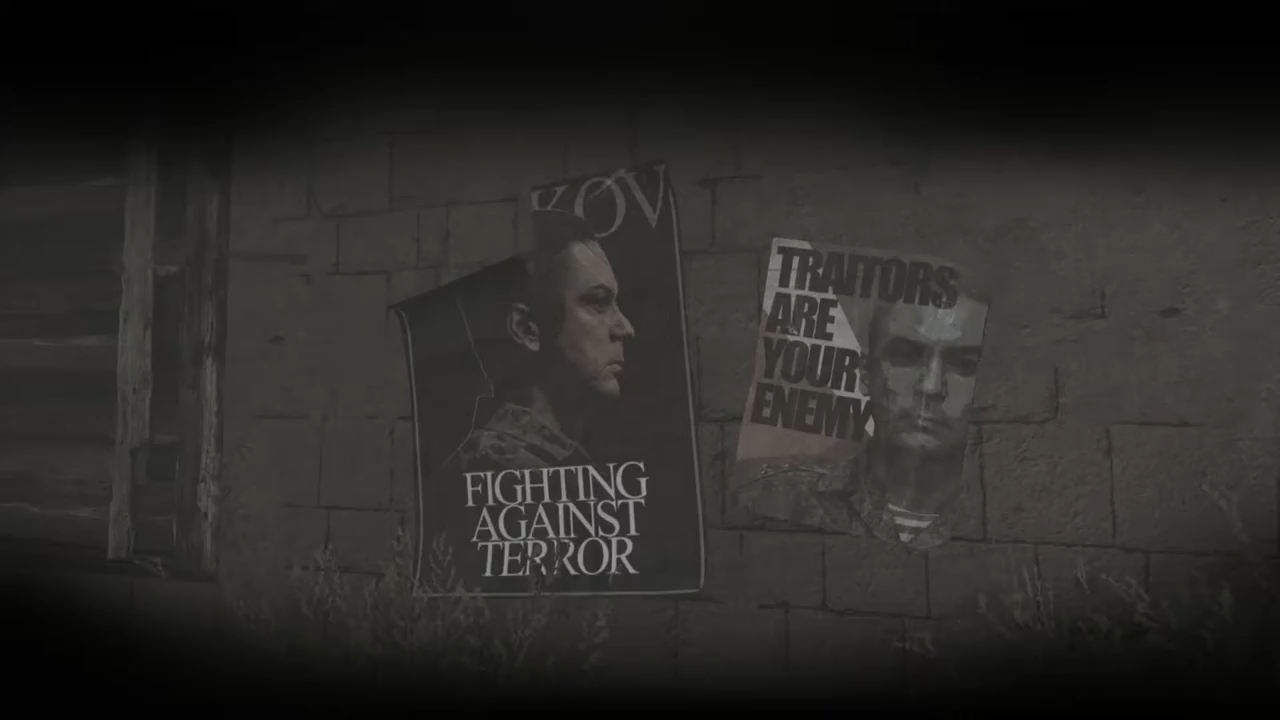 KOV
FIGHTING
AGAINST
TERROR
TRAITORS
ARE
YOUR
ENEMY